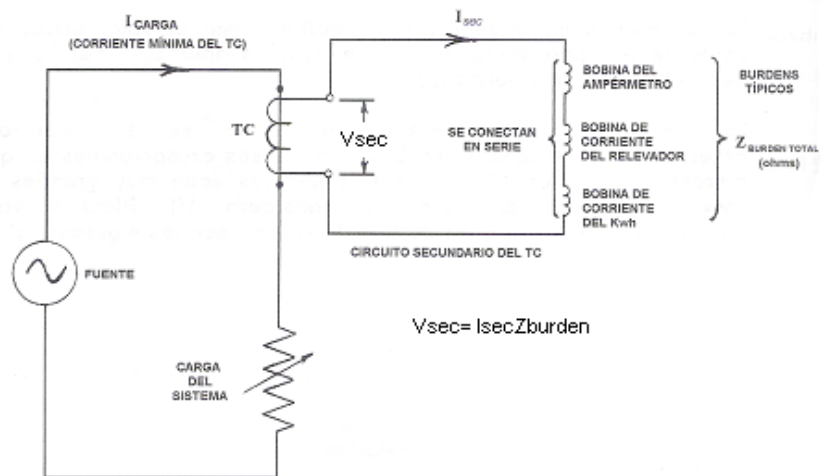 I CARGA
(CORRIENTE MÍNIMA DEL TC)
I sec
TC
Vsec
SE CONECTAN
EN SERIE
BOBINA DEL
AMPÉRMETRO
BOBINA DE
CORRIENTE
DEL RELEVADOR
BOBINA DE
CORRIENTE
DEL Kwh
BURDENS
TÍPICOS
Z BURDEN TOTAL
(ohms)
CIRCUITO SECUNDARIO DEL TC
FUENTE
Vsec= IsecZburden
CARGA
DEL
SISTEMA